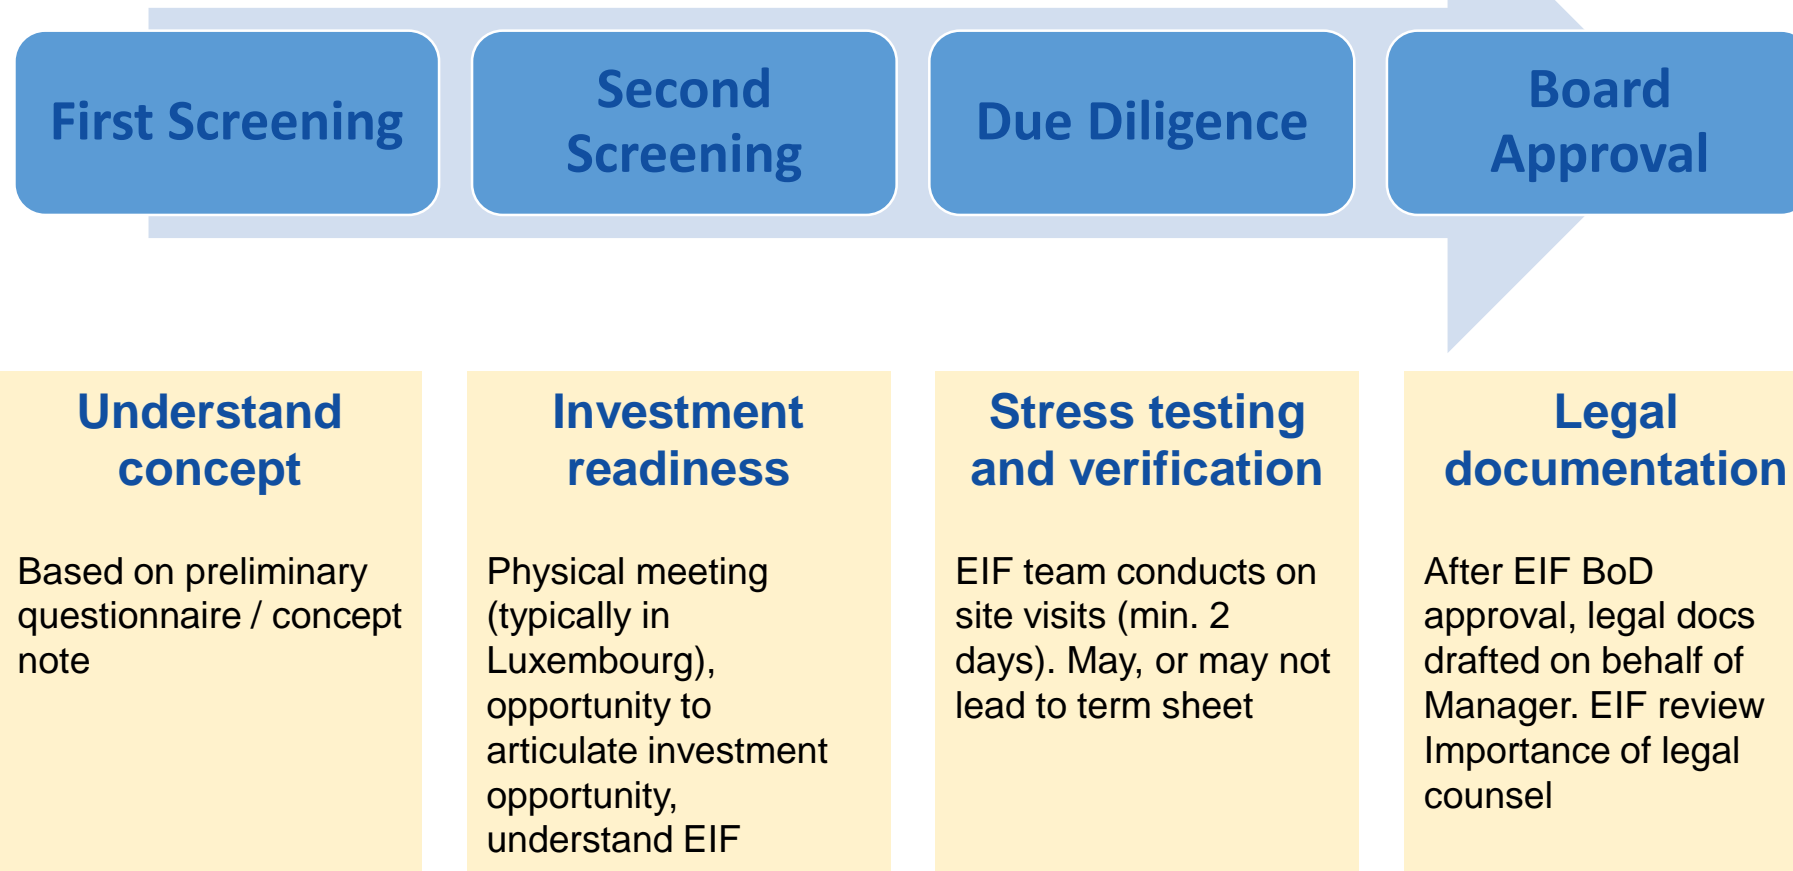 First Screening
Second
Screening
Due Diligence
Board
Approval
Understand
concept
Based on preliminary
questionnaire / concept
note
Investment
readiness
Physical meeting
(typically in
Luxembourg),
opportunity to
articulate investment
opportunity,
understand EIF
Stress testing
and verification
EIF team conducts on
site visits (min. 2
days). May, or may not
lead to term sheet
Legal
documentation
After EIF BoD
approval, legal docs
drafted on behalf of
Manager. EIF review
Importance of legal
counsel